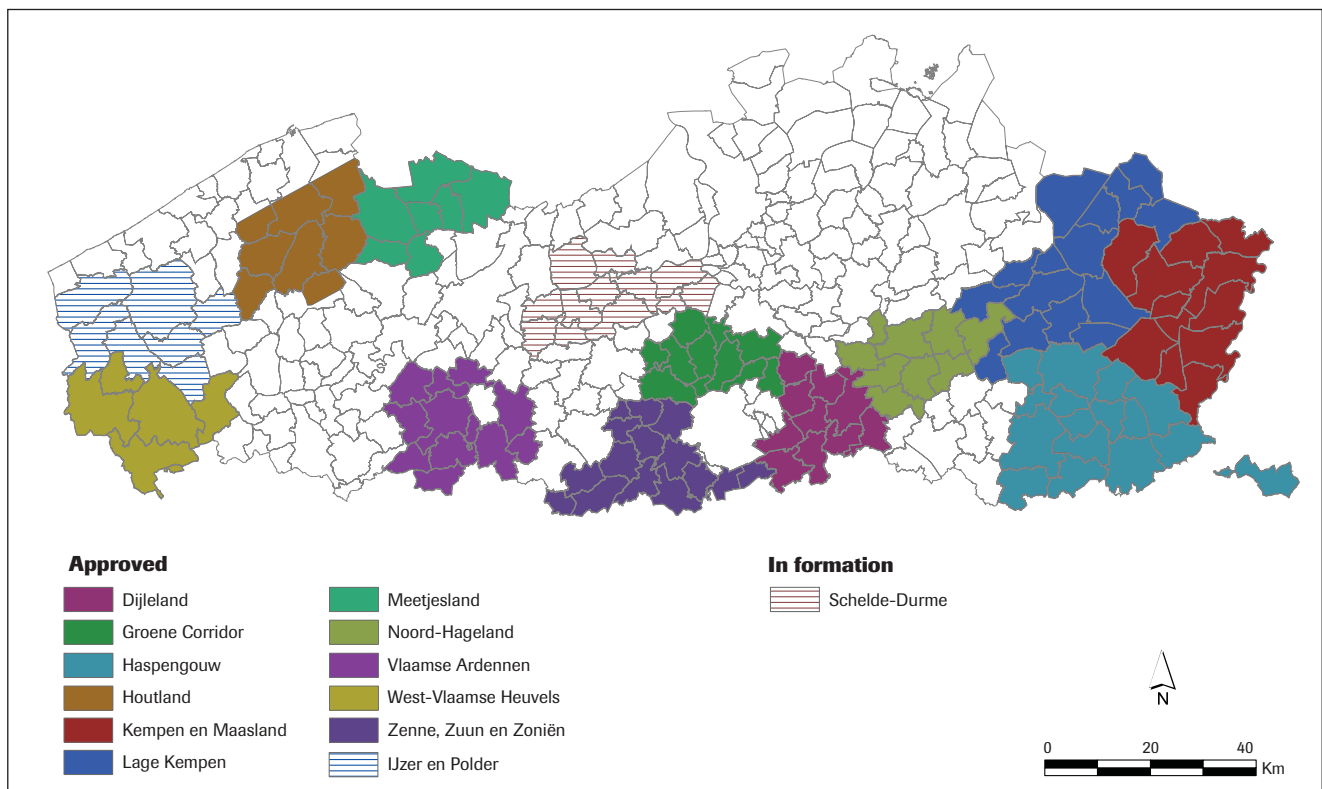 Approved
Dijleland
Groene Corridor
Haspengouw
Houtland
Kempen en Maasland
Lage Kempen
Meetjesland
Noord-Hageland
Vlaamse Ardennen
West-Vlaamse Heuvels
Zenne, Zuun en Zoniën
IJzer en Polder
In formation
Schelde-Durme
N
0 20 40
Km